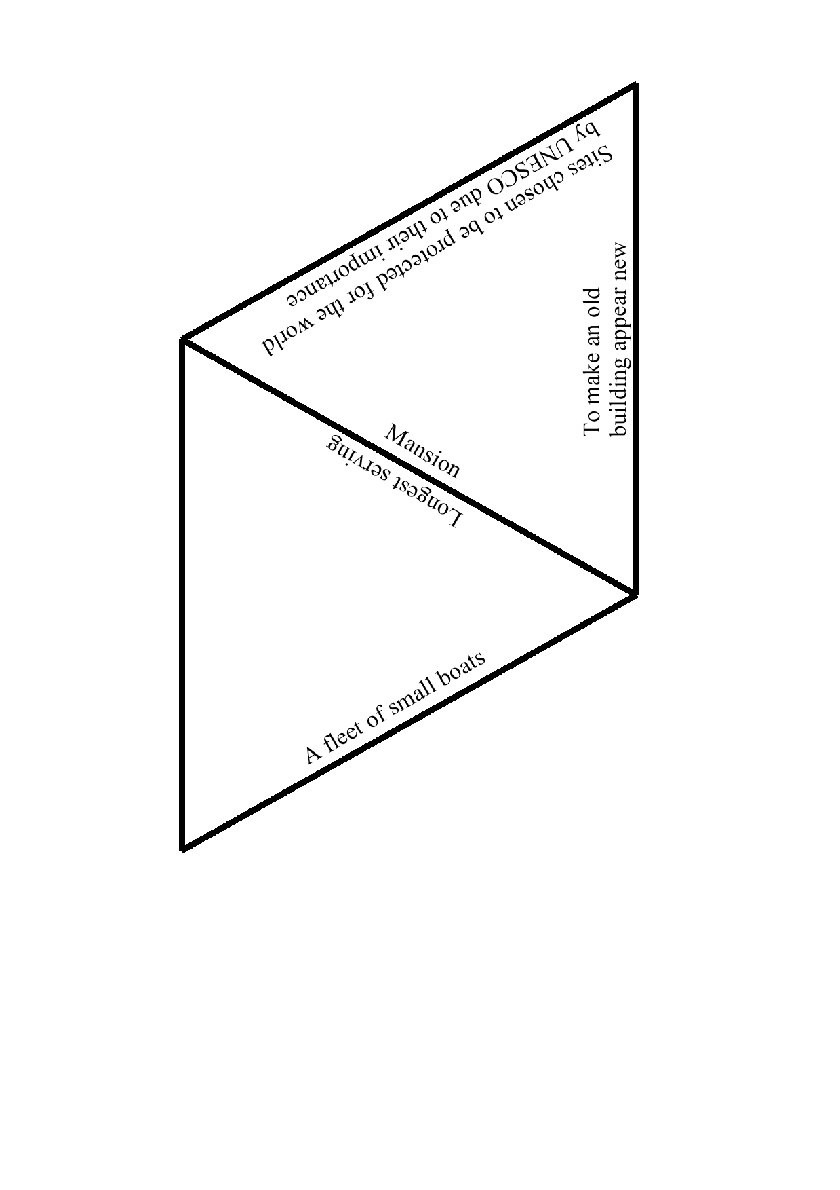 Sites chosen to be protected for the world
by UNESCO due to their importance
To make an old
building appear new
Mansion
Longest serving
A fleet of small boats